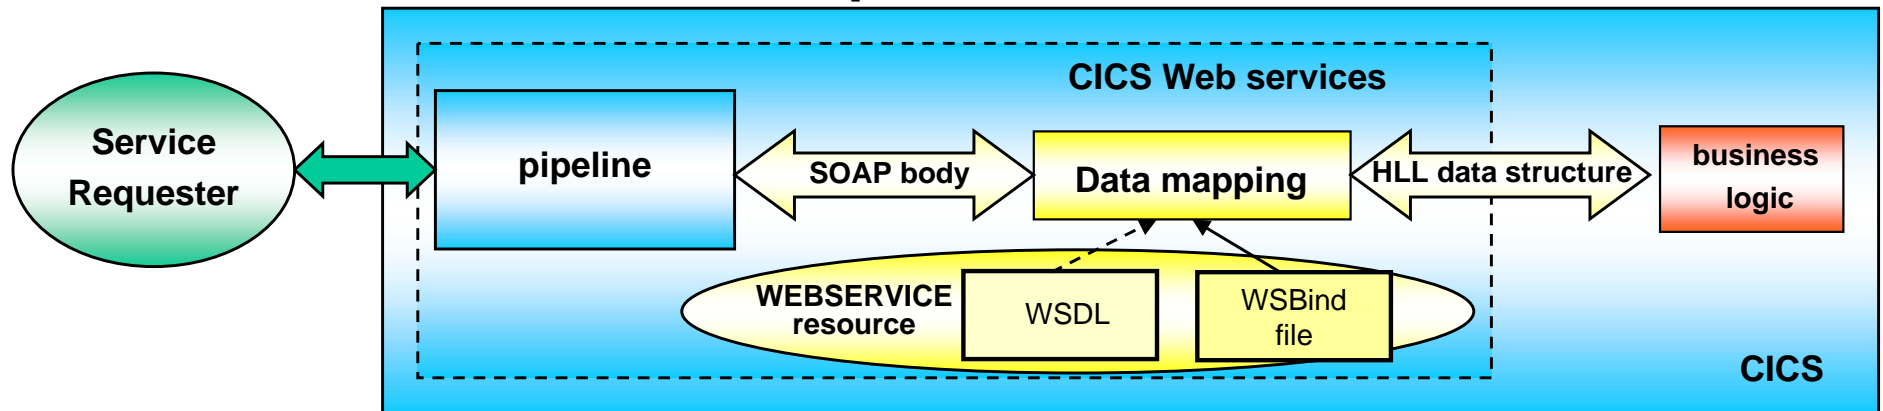 CICS Web services
Service
Requester
pipeline
SOAP body
Data mapping
HLL data structure
business
logic
WEBSERVICE
resource
WSDL
WSBind
file
CICS